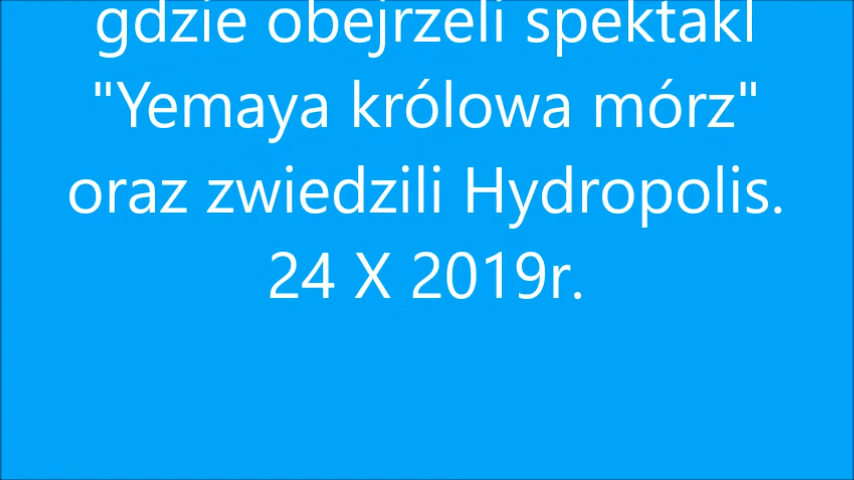 gdzie obejrzeli spektakl
"Yemaya królowa mórz"
oraz zwiedzili Hydropolis.
24 X 2019r.